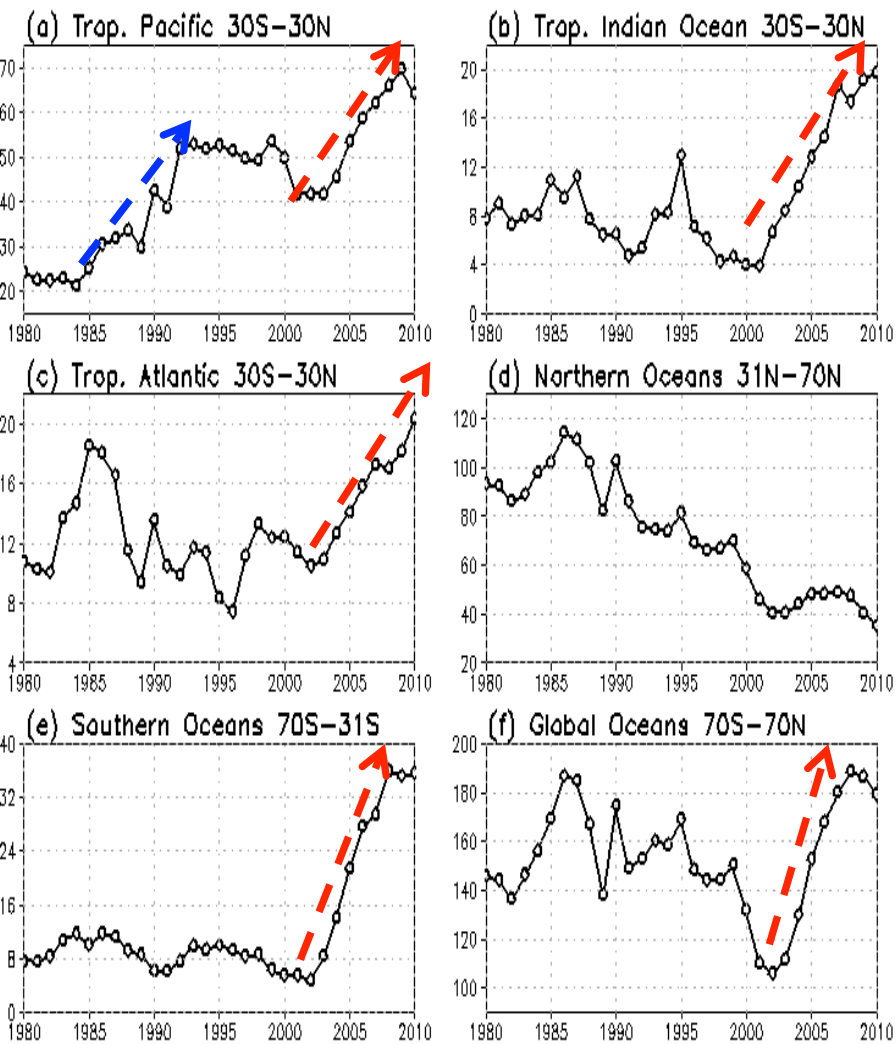 (a) Trop. Pacific 30S-30N
70
60
50
40
30
20
1980 1985 1990 1995 2000 2005 2010
(b) Trop. Indian Ocean 30S-30N
20
16
12
8
4
0
1980 1985 1990 1995 2000 2005 2010
(c) Trop. Atlantic 30S-30N
20
16
12
8
4
1980 1985 1990 1995 2000 2005 2010
(d) Northern Oceans 31N-70N
120
100
80
60
40
20
1980 1985 1990 1995 2000 2005 2010
(e) Southern Oceans 70S-31S
40
32
24
16
8
0
1980 1985 1990 1995 2000 2005 2010
(f) Global Oceans 70S-70N
200
180
160
140
120
100
1980 1985 1990 1995 2000 2005 2010